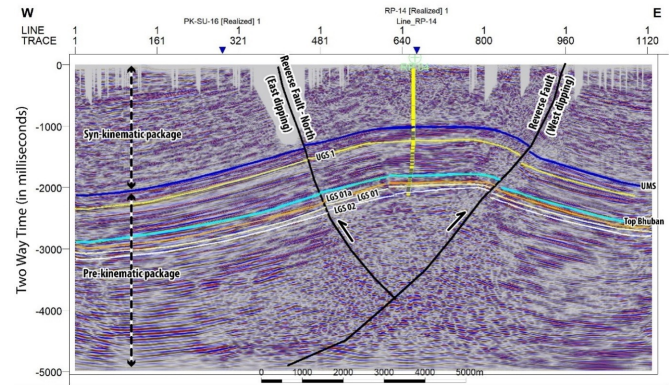 W
E
PK-SU-16 [Realized] 1
RP-14 [Realized] 1
Line_RP-14
LINE 1 1 1 1 1 1 1 1
TRACE 1 161 321 481 640 800 960 1120
Two Way Time (in milliseconds)
0
-1000
-2000
-3000
-4000
-5000
Syn-kinematic package
Pre-kinematic package
Reverse Fault - North
(East dipping)
Reverse Fault
(West dipping)
UGS 1
LGS 01a
LGS 01
LGS 02
UMS
Top Bhuban
0 1000 2000 3000 4000 5000m